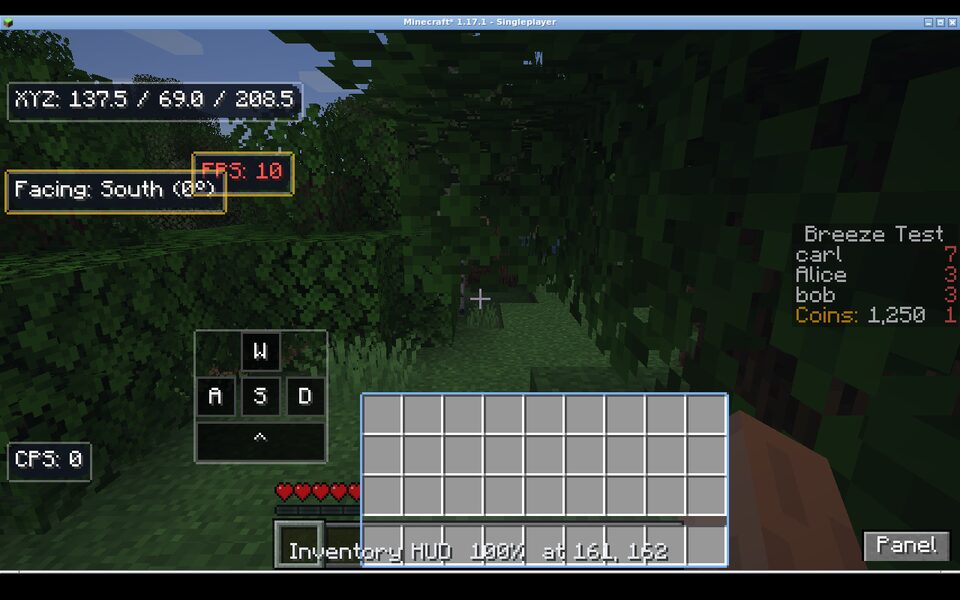 Minecraft* 1.17.1 - Singleplayer
XYZ: 137.5 / 69.0 / 208.5
FPS: 10
Facing: South (0°)
Breeze Test
carl 7
Alice 3
bob 3
Coins: 1,250 1
W
A S D
^
CPS: 0
Inventory HUD 100% at 161, 162
Panel